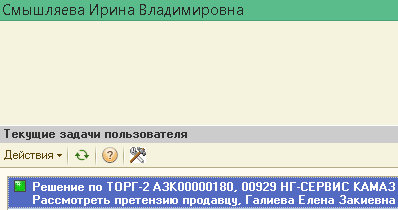 Смышляева Ирина Владимировна
Текущие задачи пользователя
Действия
Решение по ТОРГ-2 АЗК00000180, 00929 НГ-СЕРВИС КАМАЗ
Рассмотреть претензию продавцу, Галиева Елена Закиевна